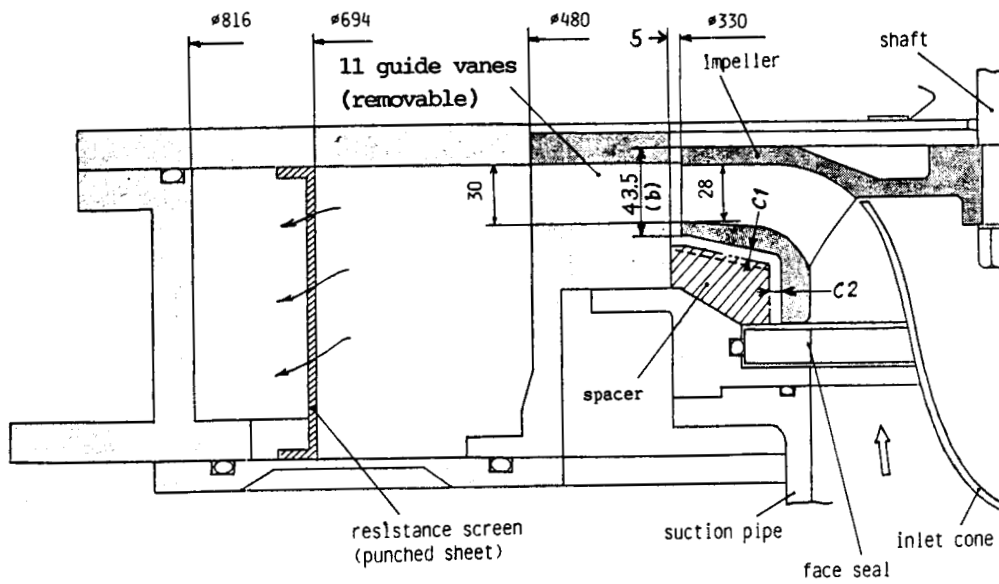 ø816
ø694
ø480
5
ø330
shaft
Impeller
11 guide vanes
(removable)
30
43.5
(b)
28
C1
C2
spacer
resistance screen
(punched sheet)
suction pipe
face seal
inlet cone